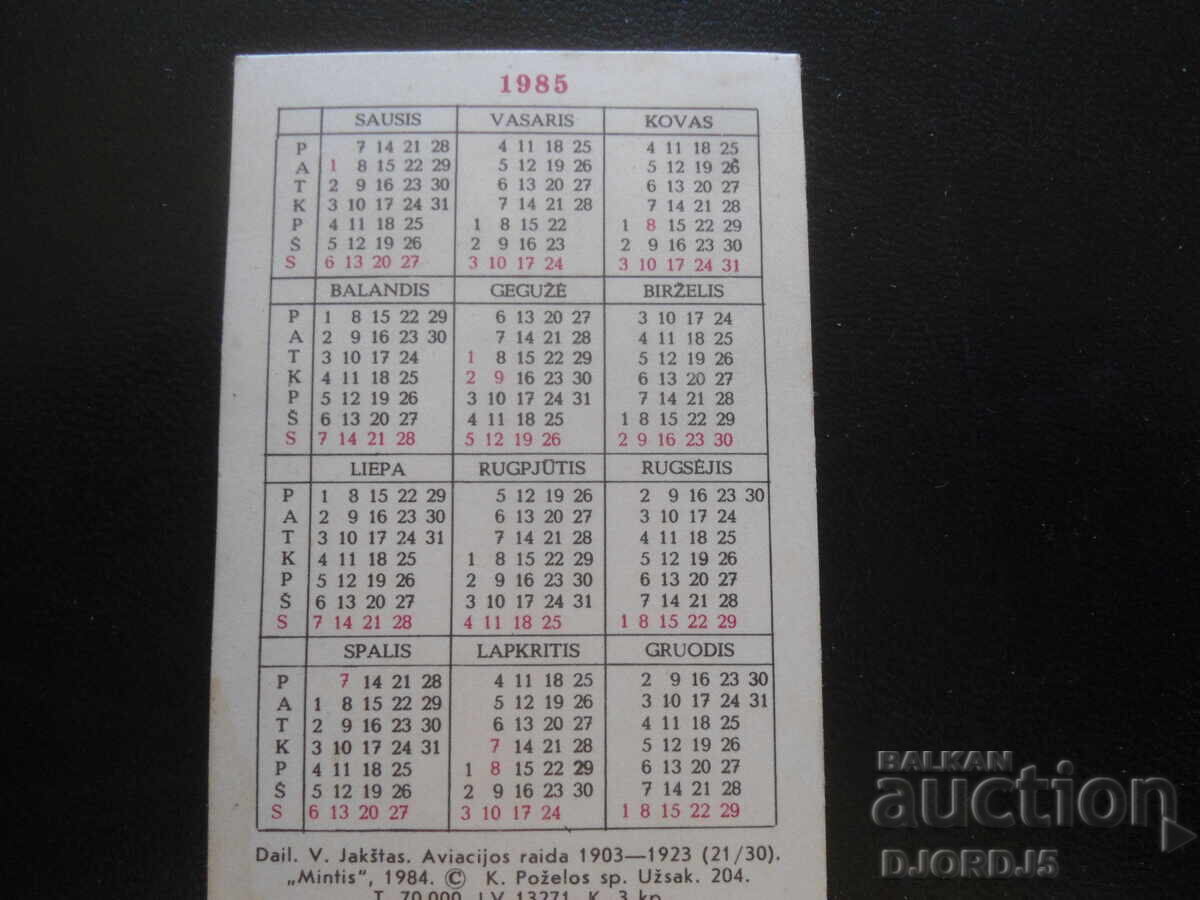 1985
SAUSIS VASARIS KOVAS
P 7 14 21 28 4 11 18 25 4 11 18 25
A 1 8 15 22 29 5 12 19 26 5 12 19 26
T 2 9 16 23 30 6 13 20 27 6 13 20 27
K 3 10 17 24 31 7 14 21 28 7 14 21 28
P 4 11 18 25 1 8 15 22 1 8 15 22 29
Š 5 12 19 26 2 9 16 23 2 9 16 23 30
S 6 13 20 27 3 10 17 24 3 10 17 24 31
BALANDIS GEGUŽĖ BIRŽELIS
P 1 8 15 22 29 6 13 20 27 3 10 17 24
A 2 9 16 23 30 7 14 21 28 4 11 18 25
T 3 10 17 24 1 8 15 22 29 5 12 19 26
K 4 11 18 25 2 9 16 23 30 6 13 20 27
P 5 12 19 26 3 10 17 24 31 7 14 21 28
Š 6 13 20 27 4 11 18 25 1 8 15 22 29
S 7 14 21 28 5 12 19 26 2 9 16 23 30
LIEPA RUGPJŪTIS RUGSĖJIS
P 1 8 15 22 29 5 12 19 26 2 9 16 23 30
A 2 9 16 23 30 6 13 20 27 3 10 17 24
T 3 10 17 24 31 7 14 21 28 4 11 18 25
K 4 11 18 25 1 8 15 22 29 5 12 19 26
P 5 12 19 26 2 9 16 23 30 6 13 20 27
Š 6 13 20 27 3 10 17 24 31 7 14 21 28
S 7 14 21 28 4 11 18 25 1 8 15 22 29
SPALIS LAPKRITIS GRUODIS
P 7 14 21 28 4 11 18 25 2 9 16 23 30
A 1 8 15 22 29 5 12 19 26 3 10 17 24 31
T 2 9 16 23 30 6 13 20 27 4 11 18 25
K 3 10 17 24 31 7 14 21 28 5 12 19 26
P 4 11 18 25 1 8 15 22 29 6 13 20 27
Š 5 12 19 26 2 9 16 23 30 7 14 21 28
S 6 13 20 27 3 10 17 24 1 8 15 22 29
Dail. V. Jakštas. Aviacijos raida 1903—1923 (21/30).
„Mintis", 1984. © K. Poželos sp. Užsak. 204.
T. 70 000. LV 13271. K. 3 kp.
BALKAN
auction
DJORDJ5